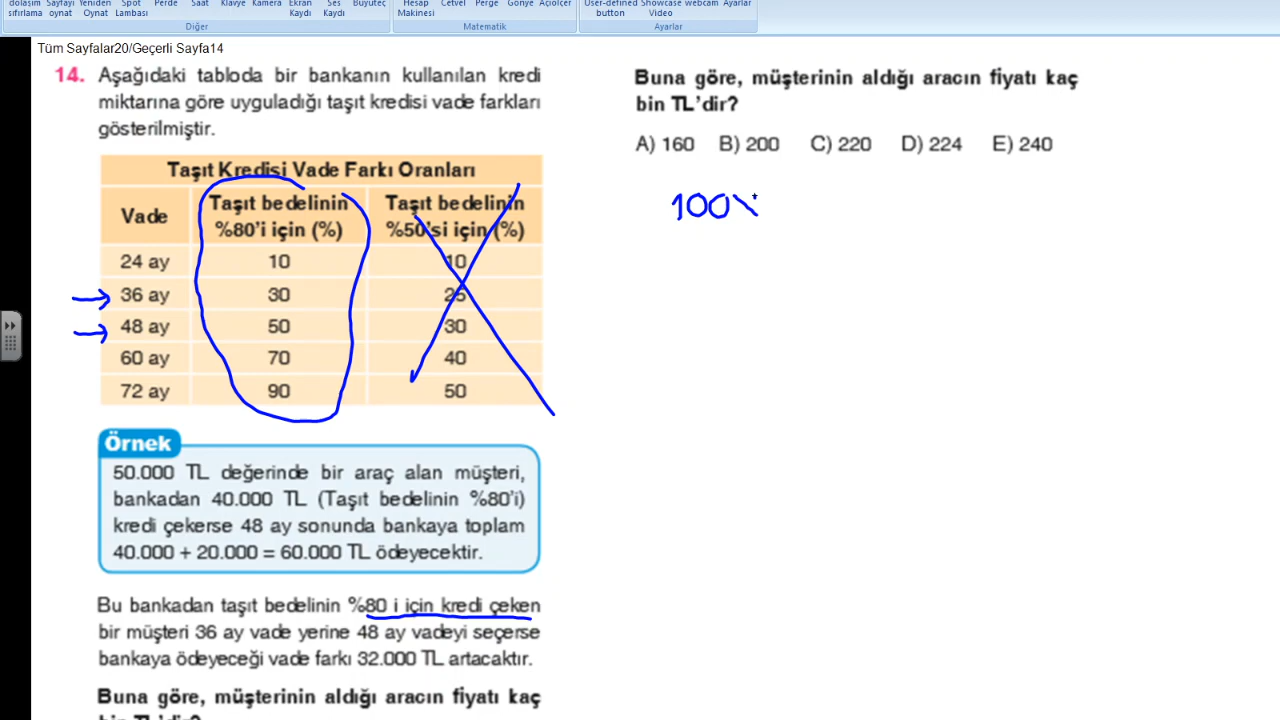 dolaşım sıfırlama
Sayfayı oynat
Yeniden Oynat
Spot Lambası
Perde
Saat
Klavye
Kamera
Ekran Kaydı
Ses Kaydı
Büyüteç
Hesap Makinesi
Cetvel
Perge
Gönye
Açıölçer
User-defined button
Showcase Video
webcam
Ayarlar
Diğer
Matematik
Ayarlar
Tüm Sayfalar20/Geçerli Sayfa14
14. Aşağıdaki tabloda bir bankanın kullanılan kredi
miktarına göre uyguladığı taşıt kredisi vade farkları
gösterilmiştir.
Taşıt Kredisi Vade Farkı Oranları
Vade
Taşıt bedelinin %80'i için (%)
Taşıt bedelinin %50'si için (%)
24 ay 10 10
36 ay 30 25
48 ay 50 30
60 ay 70 40
72 ay 90 50
Örnek
50.000 TL değerinde bir araç alan müşteri,
bankadan 40.000 TL (Taşıt bedelinin %80'i)
kredi çekerse 48 ay sonunda bankaya toplam
40.000 + 20.000 = 60.000 TL ödeyecektir.
Bu bankadan taşıt bedelinin %80 i için kredi çeken
bir müşteri 36 ay vade yerine 48 ay vadeyi seçerse
bankaya ödeyeceği vade farkı 32.000 TL artacaktır.
Buna göre, müşterinin aldığı aracın fiyatı kaç
bin TL'dir?
Buna göre, müşterinin aldığı aracın fiyatı kaç
bin TL'dir?
A) 160 B) 200 C) 220 D) 224 E) 240
100